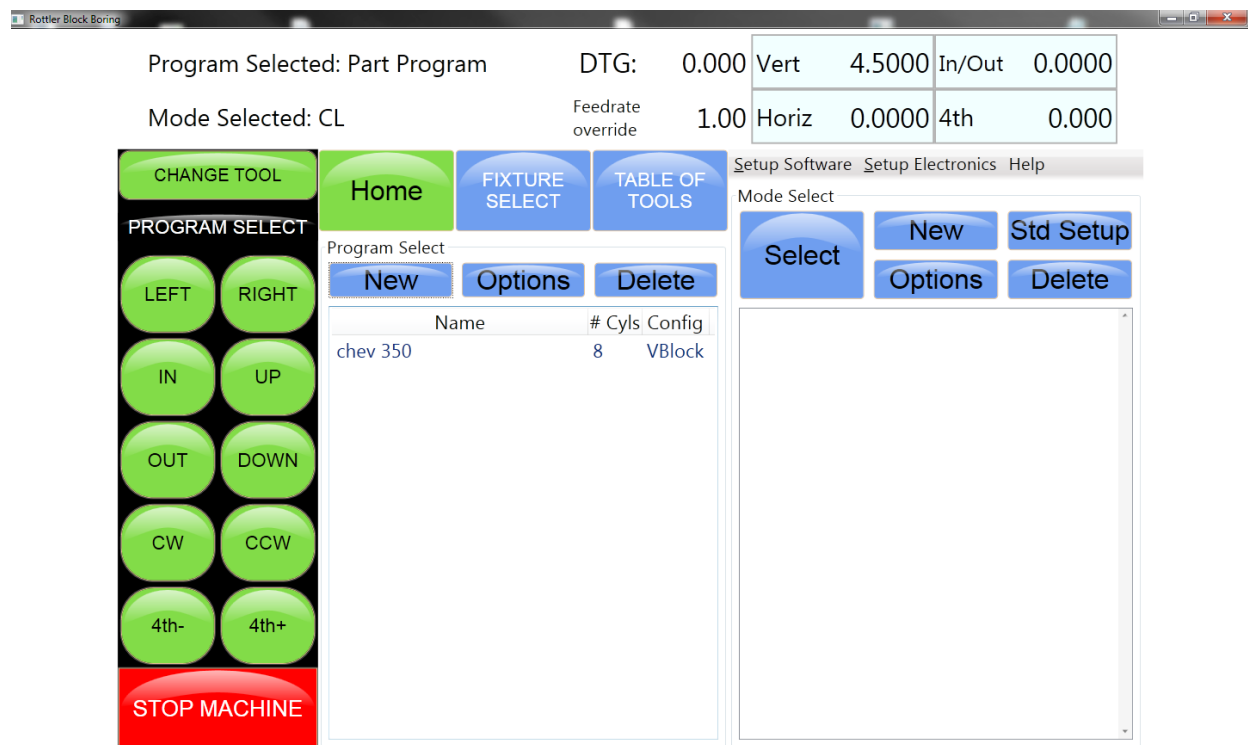 Rottler Block Boring
Program Selected: Part Program
DTG: 0.000
Vert 4.5000 In/Out 0.0000
Mode Selected: CL
Feedrate
override 1.00
Horiz 0.0000 4th 0.000
CHANGE TOOL
PROGRAM SELECT
LEFT RIGHT
IN UP
OUT DOWN
CW CCW
4th- 4th+
STOP MACHINE
Home
FIXTURE
SELECT
TABLE OF
TOOLS
Program Select
New Options Delete
Name # Cyls Config
chev 350 8 VBlock
Setup Software Setup Electronics Help
Mode Select
Select
New Std Setup
Options Delete